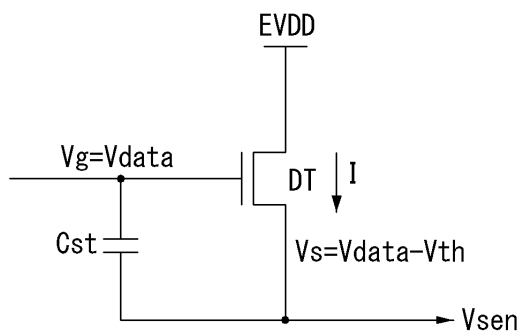 EVDD
Vg=Vdata
DT
I
Cst
Vs=Vdata-Vth
Vsen